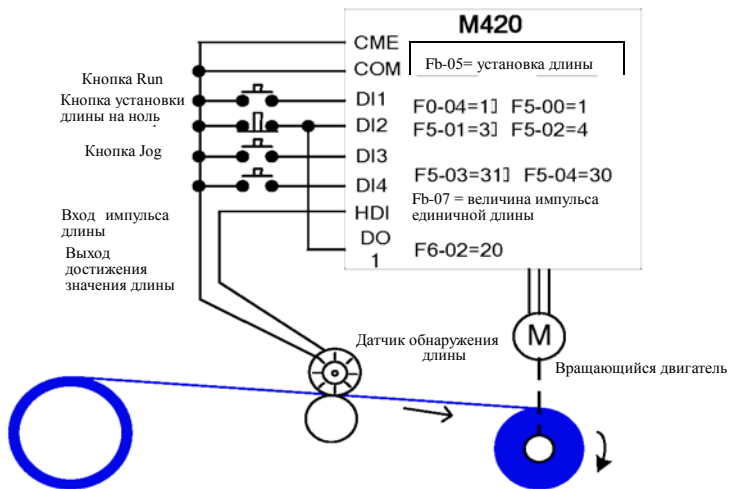 M420
CME
COM
Fb-05= установка длины
Кнопка Run
DI1
Кнопка установки
длины на ноль
F0-04=1] F5-00=1
DI2
F5-01=3] F5-02=4
Кнопка Jog
DI3
F5-03=31] F5-04=30
DI4
Fb-07 = величина импульса
единичной длины
Вход импульса
длины
HDI
Выход
достижения
значения длины
DO
1
F6-02=20
M
Датчик обнаружения
длины
Вращающийся двигатель